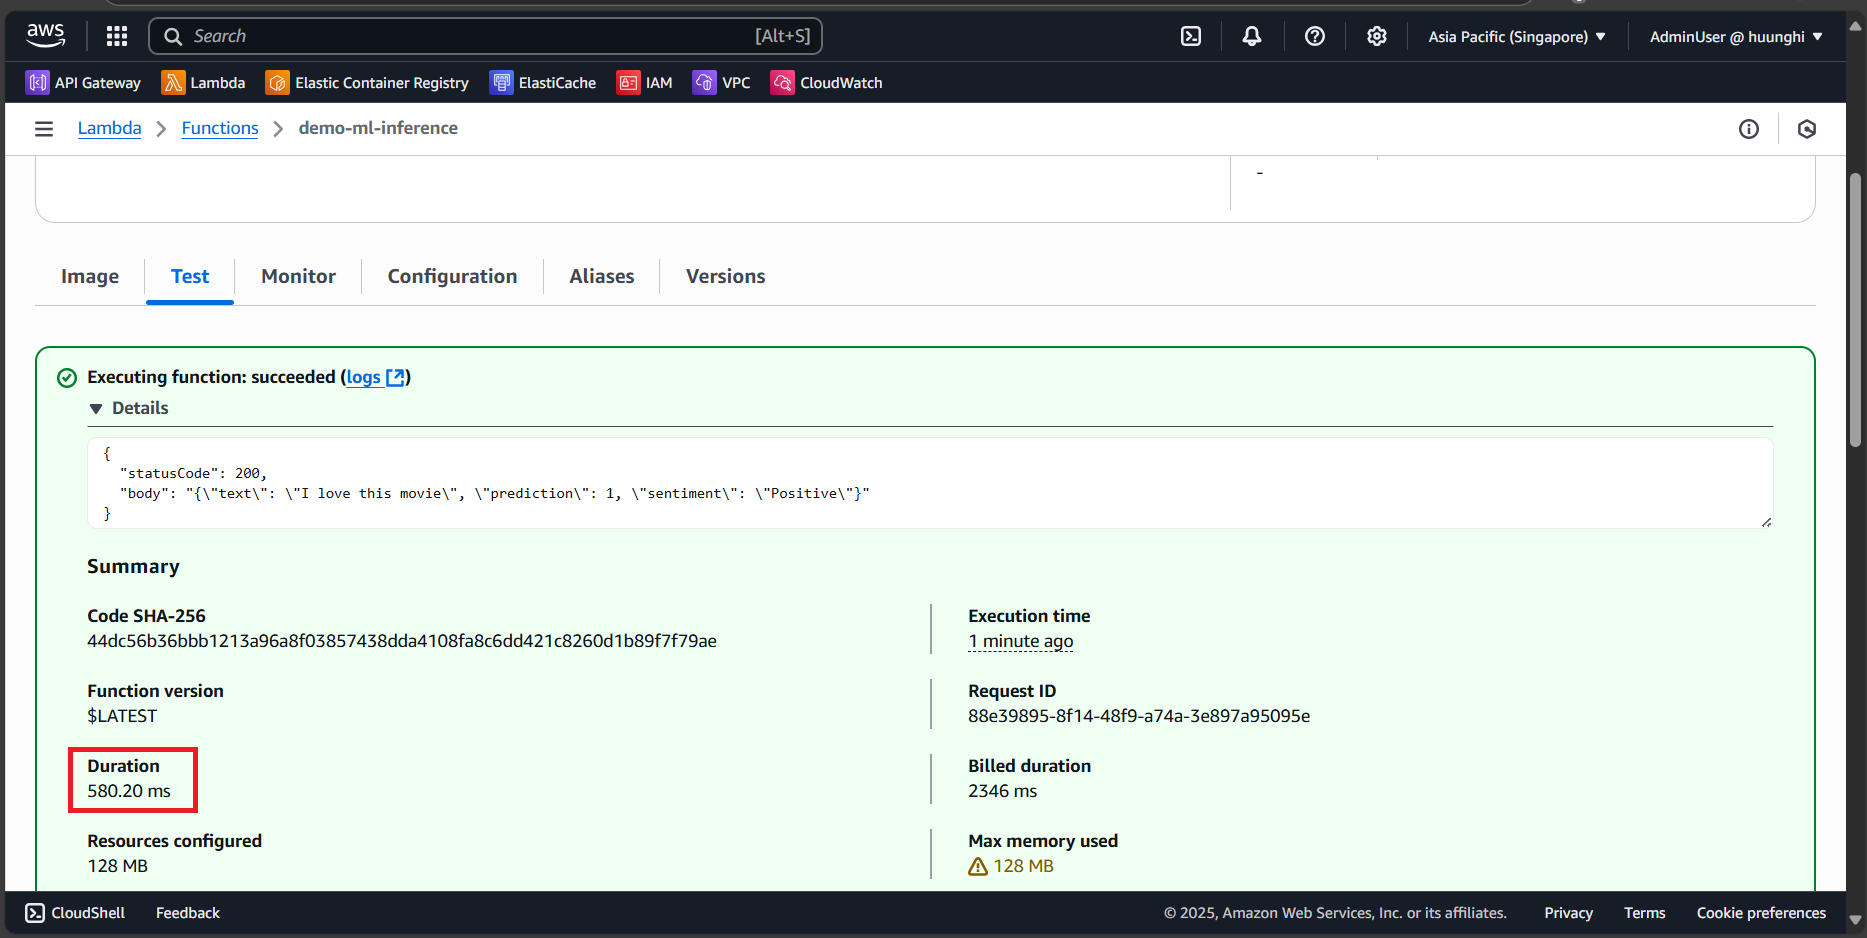 aws
Search [Alt+S]
Asia Pacific (Singapore) ▼
AdminUser @ huunghi ▼
API Gateway
Lambda
Elastic Container Registry
ElastiCache
IAM
VPC
CloudWatch
Lambda > Functions > demo-ml-inference
-
Image
Test
Monitor
Configuration
Aliases
Versions
Executing function: succeeded (logs)
▼ Details
{
"statusCode": 200,
"body": "{\"text\": \"I love this movie\", \"prediction\": 1, \"sentiment\": \"Positive\"}"
}
Summary
Code SHA-256
44dc56b36bbb1213a96a8f03857438dda4108fa8c6dd421c8260d1b89f7f79ae
Execution time
1 minute ago
Function version
$LATEST
Request ID
88e39895-8f14-48f9-a74a-3e897a95095e
Duration
580.20 ms
Billed duration
2346 ms
Resources configured
128 MB
Max memory used
128 MB
CloudShell
Feedback
© 2025, Amazon Web Services, Inc. or its affiliates.
Privacy
Terms
Cookie preferences